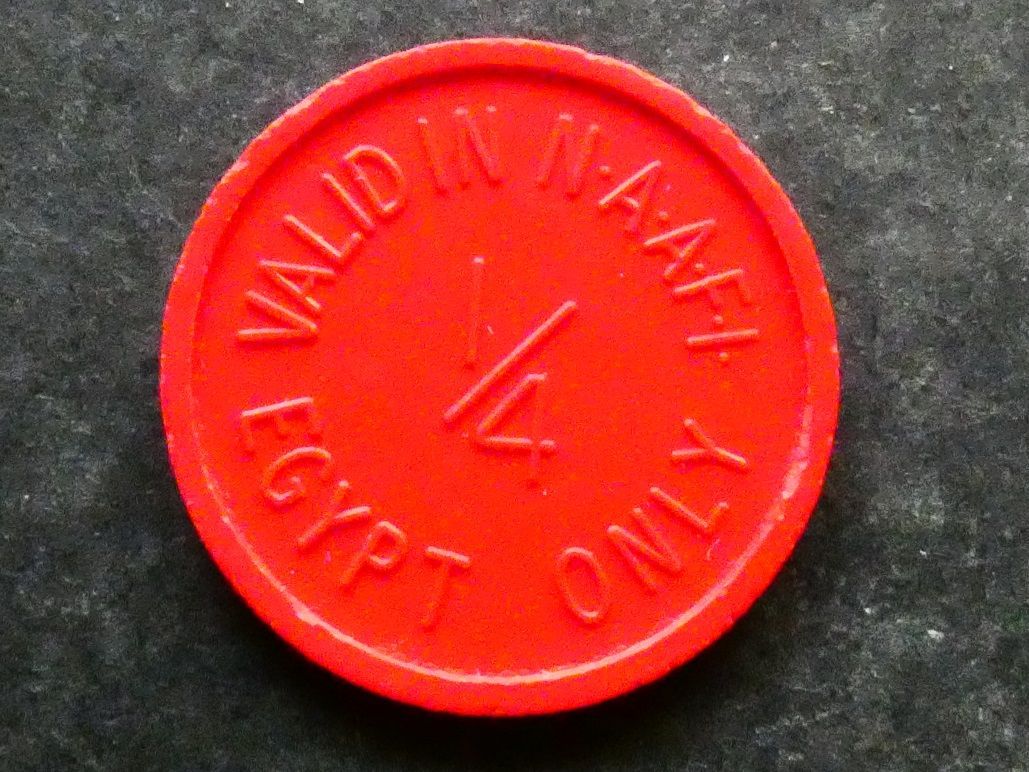 VALID IN N·A·A·F·I·
1/4
EGYPT ONLY